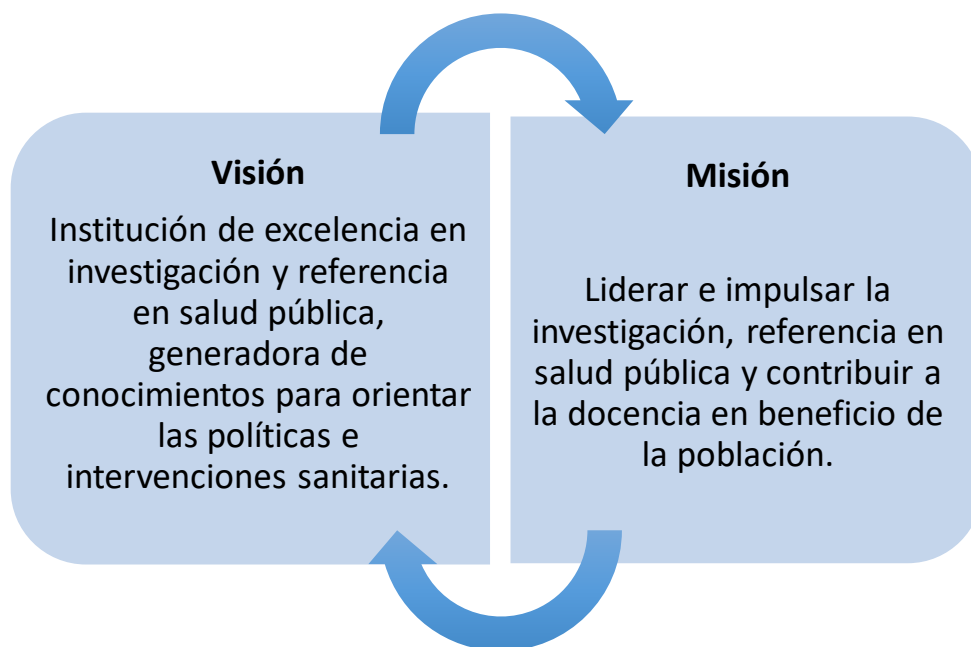 Visión
Institución de excelencia en
investigación y referencia
en salud pública,
generadora de
conocimientos para orientar
las políticas e
intervenciones sanitarias.
Misión
Liderar e impulsar la
investigación, referencia en
salud pública y contribuir a
la docencia en beneficio de
la población.